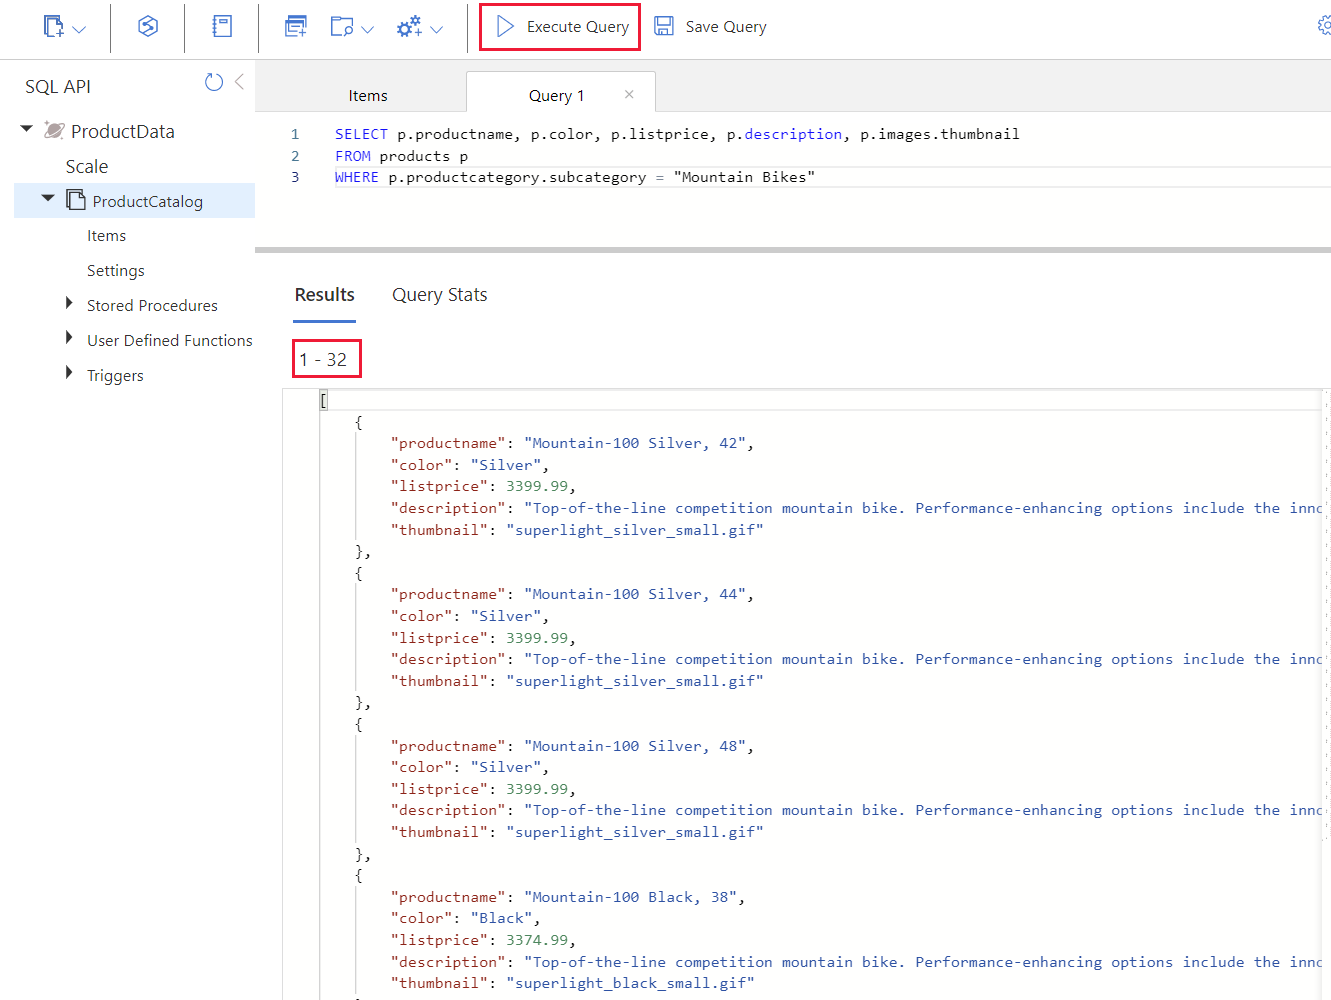 Execute Query
Save Query
SQL API
ProductData
Scale
ProductCatalog
Items
Settings
Stored Procedures
User Defined Functions
Triggers
Items
Query 1
1 SELECT p.productname, p.color, p.listprice, p.description, p.images.thumbnail
2 FROM products p
3 WHERE p.productcategory.subcategory = "Mountain Bikes"
Results
Query Stats
1 - 32
[
{
"productname": "Mountain-100 Silver, 42",
"color": "Silver",
"listprice": 3399.99,
"description": "Top-of-the-line competition mountain bike. Performance-enhancing options include the inno
"thumbnail": "superlight_silver_small.gif"
},
{
"productname": "Mountain-100 Silver, 44",
"color": "Silver",
"listprice": 3399.99,
"description": "Top-of-the-line competition mountain bike. Performance-enhancing options include the inno
"thumbnail": "superlight_silver_small.gif"
},
{
"productname": "Mountain-100 Silver, 48",
"color": "Silver",
"listprice": 3399.99,
"description": "Top-of-the-line competition mountain bike. Performance-enhancing options include the inno
"thumbnail": "superlight_silver_small.gif"
},
{
"productname": "Mountain-100 Black, 38",
"color": "Black",
"listprice": 3374.99,
"description": "Top-of-the-line competition mountain bike. Performance-enhancing options include the inno
"thumbnail": "superlight_black_small.gif"